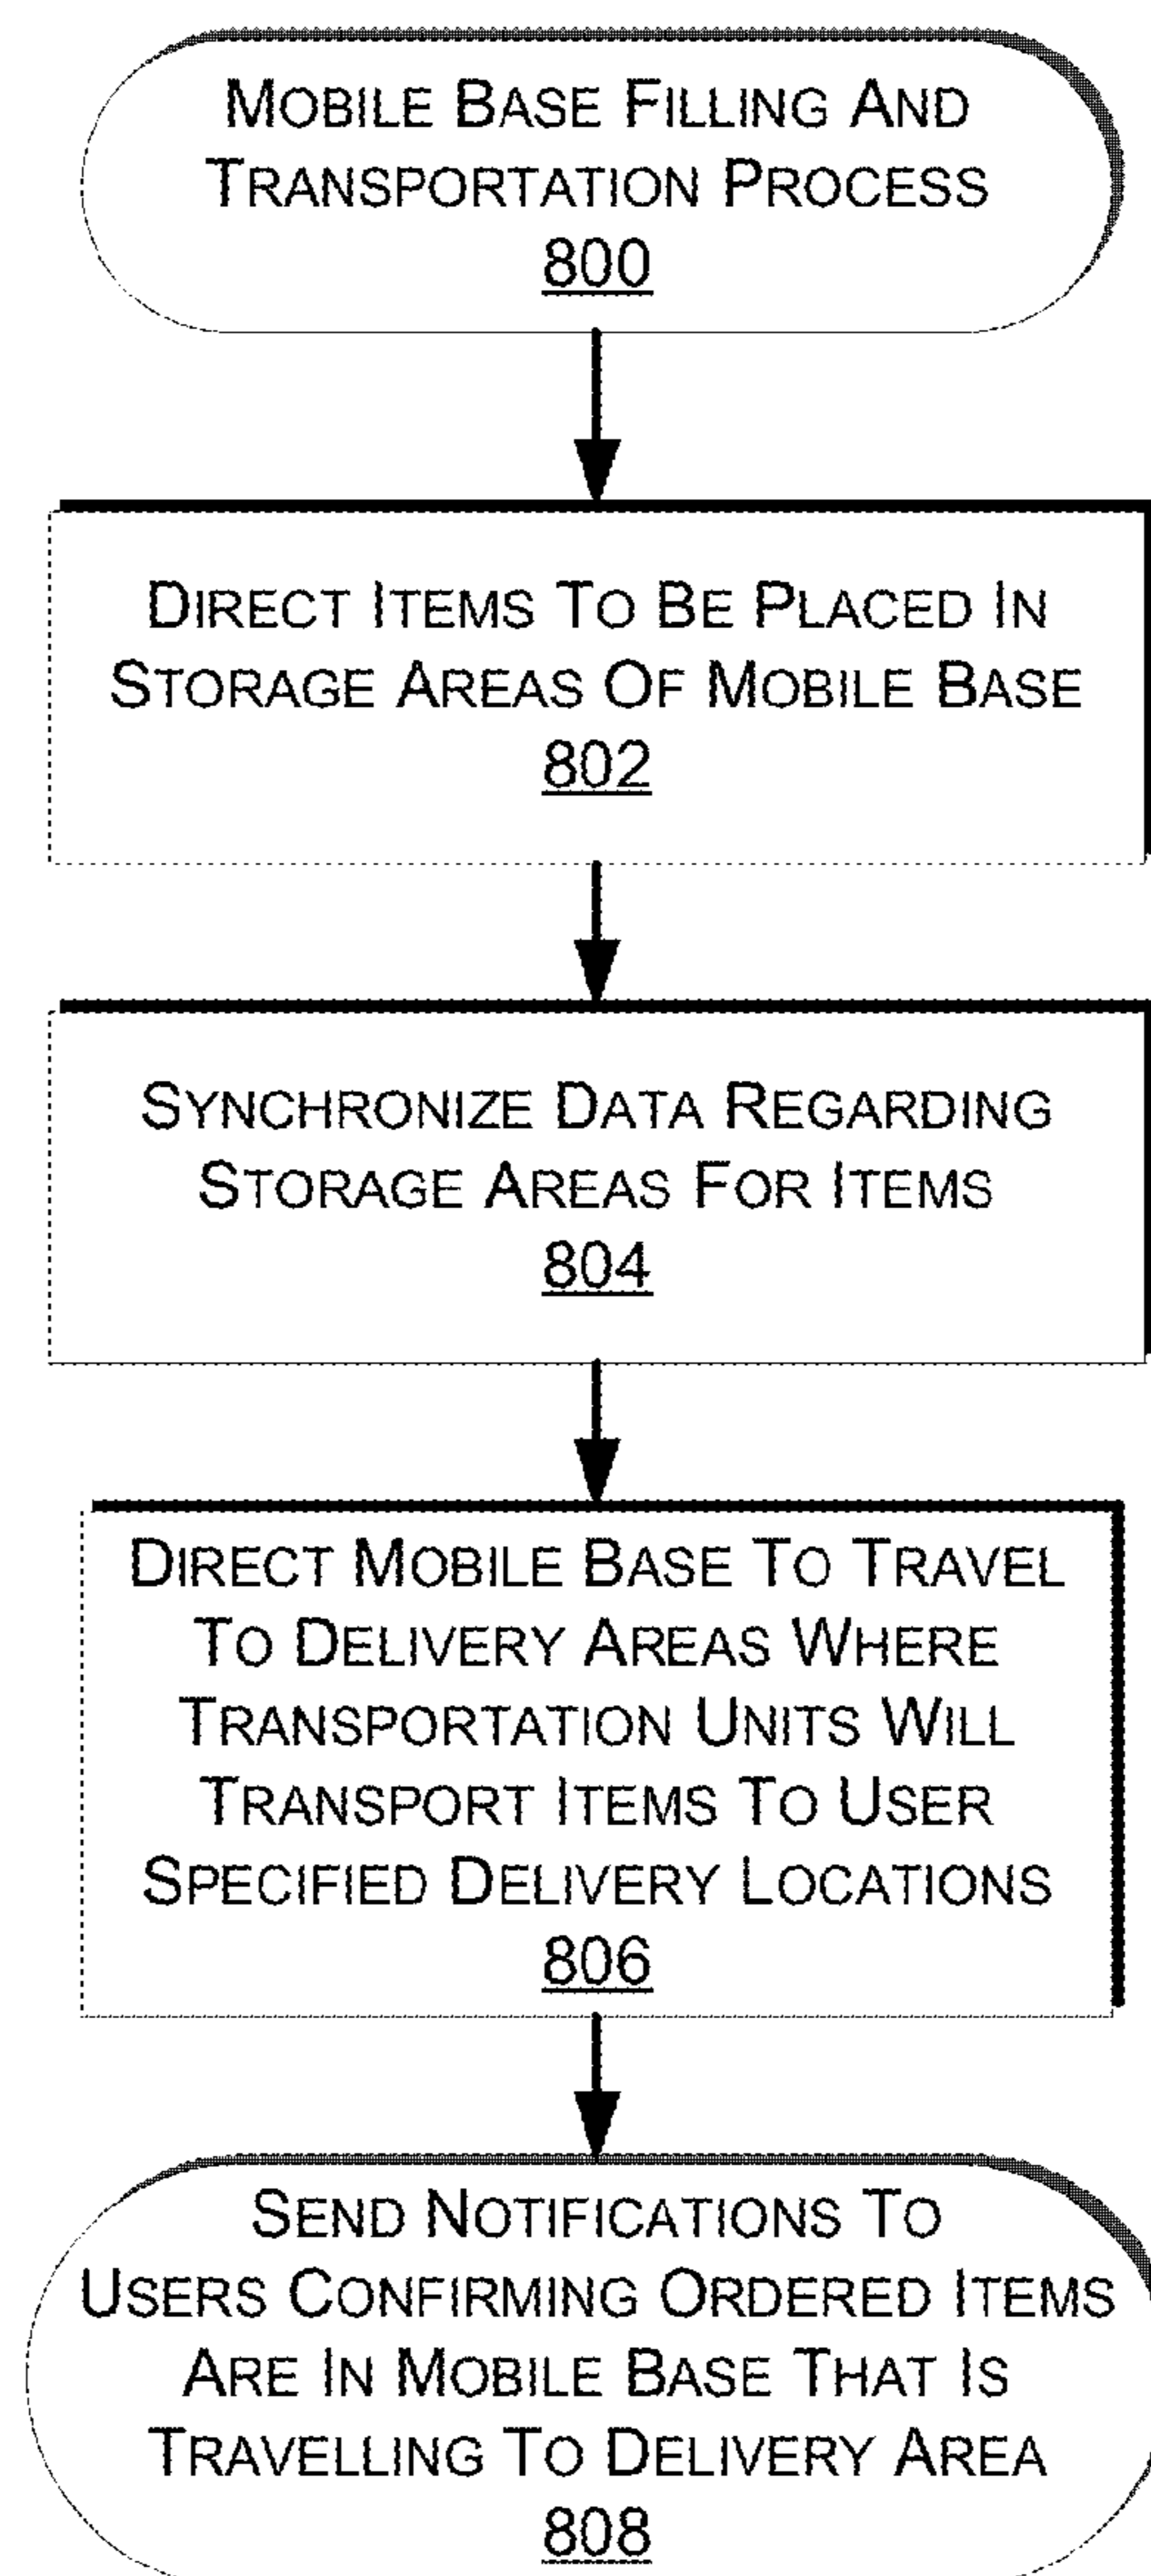 MOBILE BASE FILLING AND
TRANSPORTATION PROCESS
800
DIRECT ITEMS TO BE PLACED IN
STORAGE AREAS OF MOBILE BASE
802
SYNCHRONIZE DATA REGARDING
STORAGE AREAS FOR ITEMS
804
DIRECT MOBILE BASE TO TRAVEL
TO DELIVERY AREAS WHERE
TRANSPORTATION UNITS WILL
TRANSPORT ITEMS TO USER
SPECIFIED DELIVERY LOCATIONS
806
SEND NOTIFICATIONS TO
USERS CONFIRMING ORDERED ITEMS
ARE IN MOBILE BASE THAT IS
TRAVELLING TO DELIVERY AREA
808